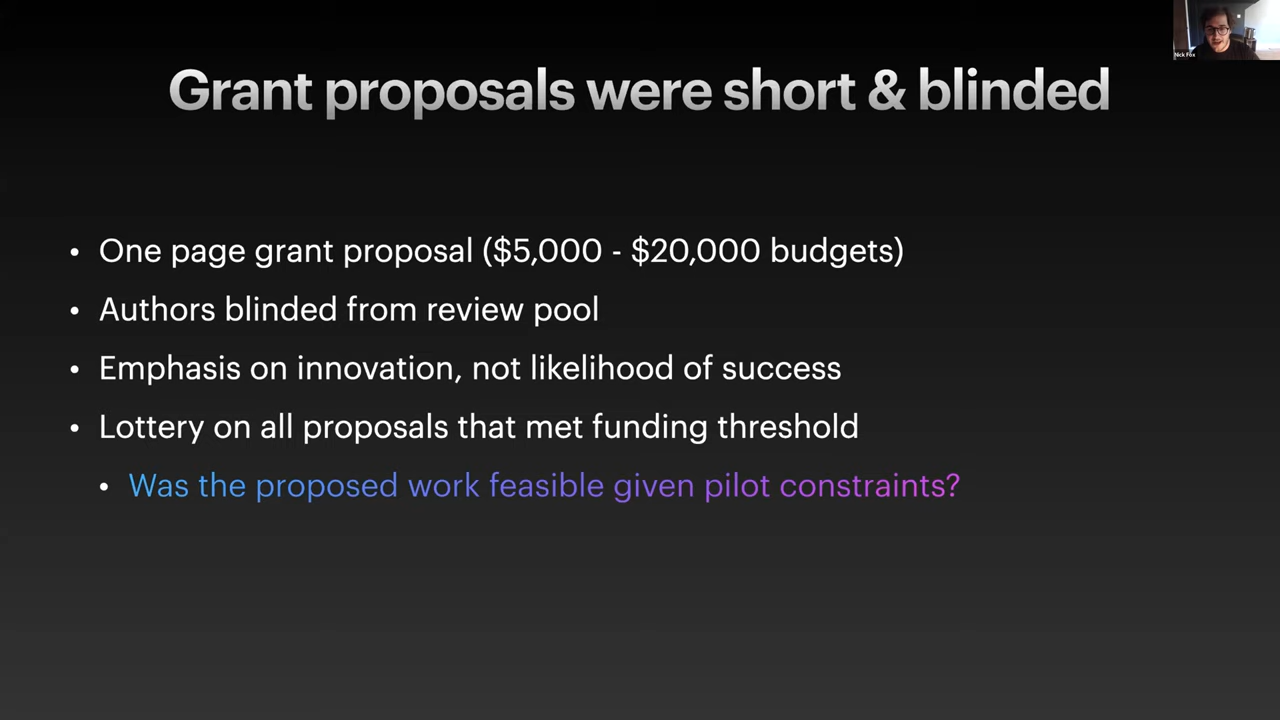 Nick Fox
Grant proposals were short & blinded
• One page grant proposal ($5,000 - $20,000 budgets)
• Authors blinded from review pool
• Emphasis on innovation, not likelihood of success
• Lottery on all proposals that met funding threshold
• Was the proposed work feasible given pilot constraints?